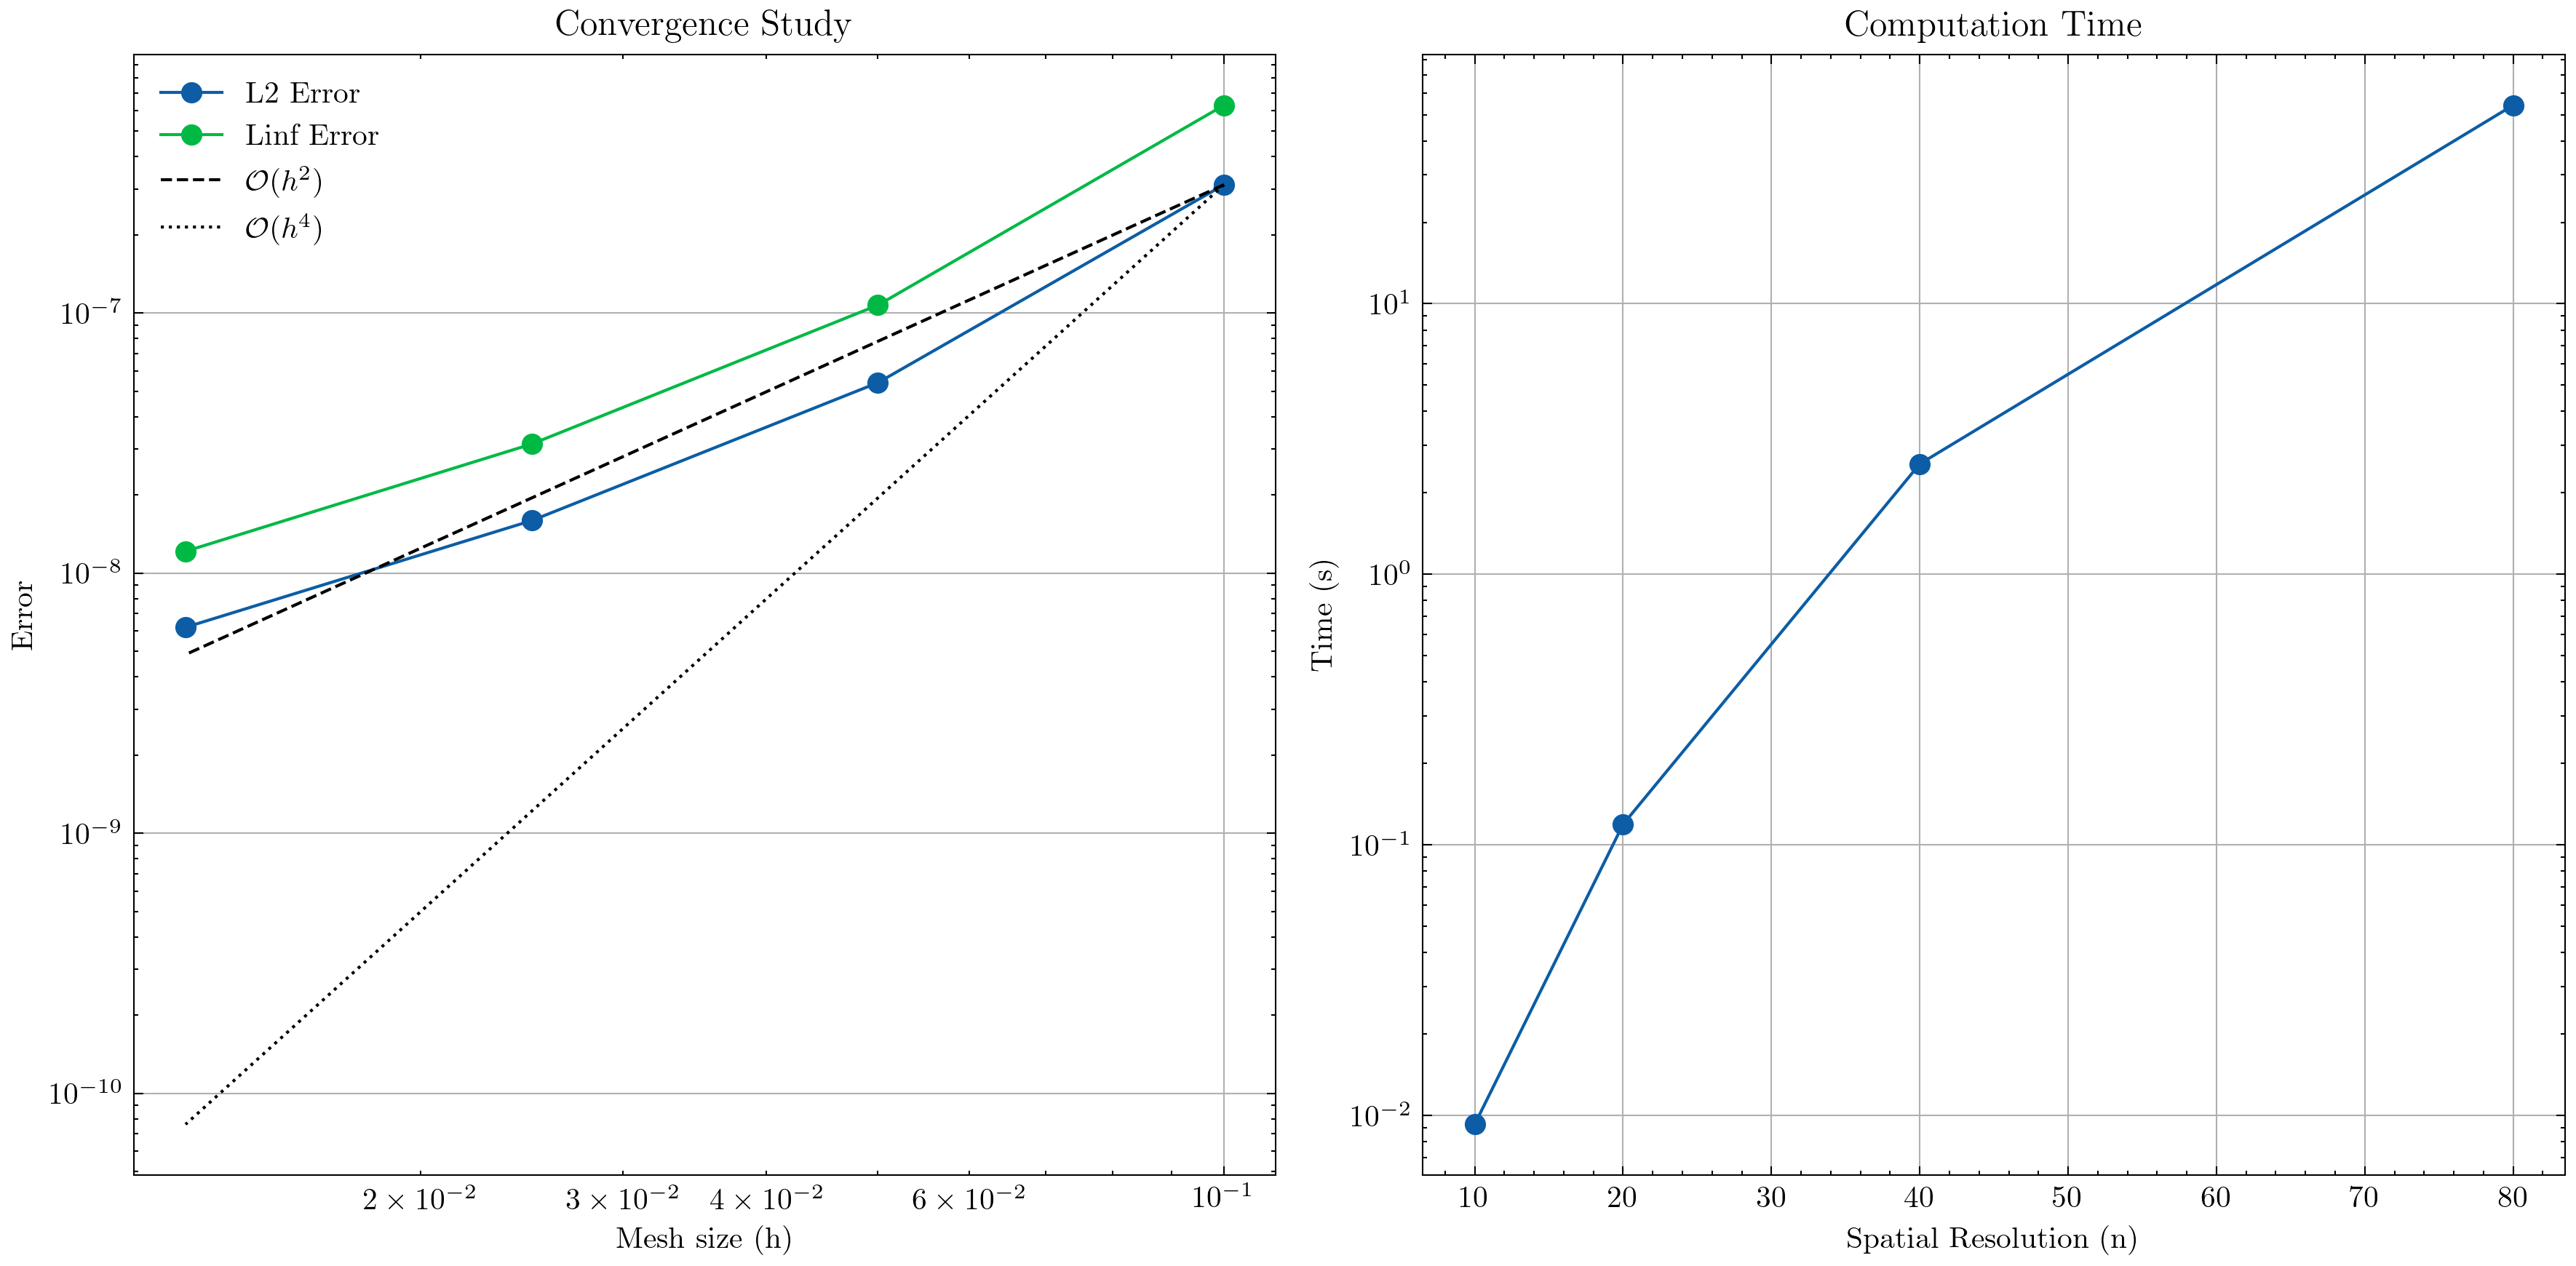 Convergence Study
L2 Error
Linf Error
𝒪(h²)
𝒪(h⁴)
10⁻⁷
10⁻⁸
10⁻⁹
10⁻¹⁰
Error
2 × 10⁻²
3 × 10⁻²
4 × 10⁻²
6 × 10⁻²
10⁻¹
Mesh size (h)
Computation Time
10¹
10⁰
10⁻¹
10⁻²
Time (s)
10
20
30
40
50
60
70
80
Spatial Resolution (n)